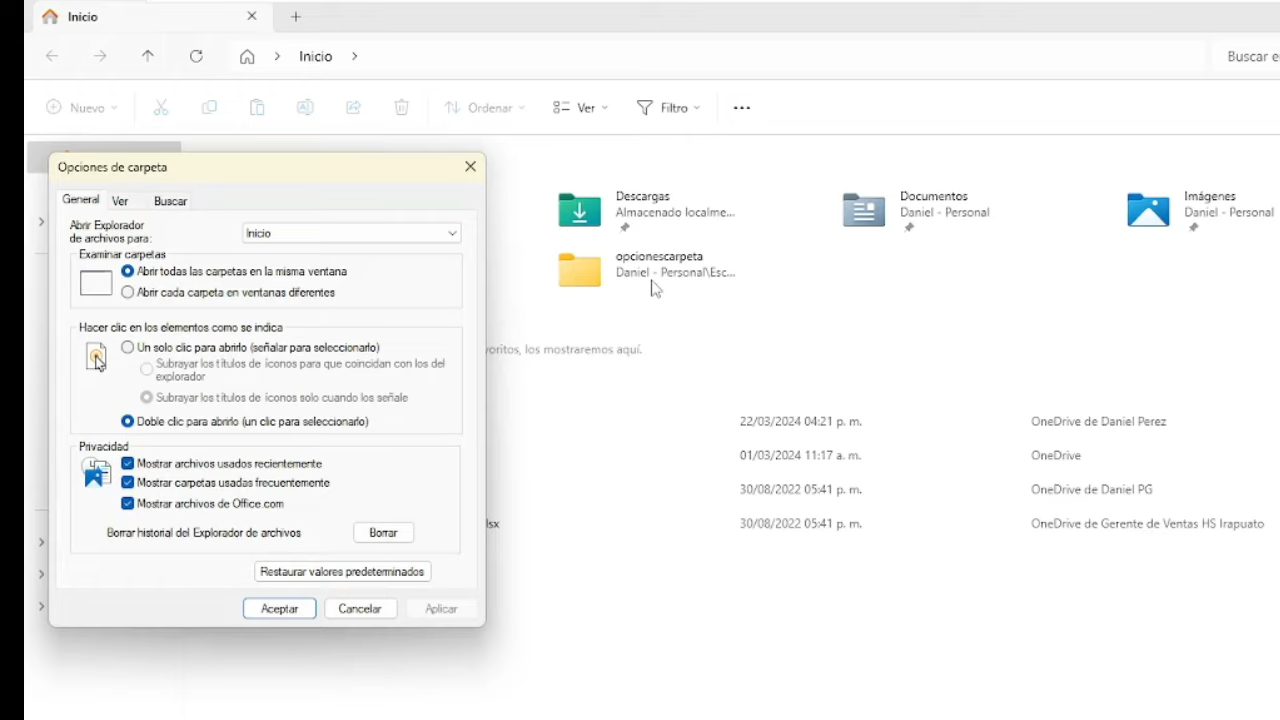 Inicio
Inicio
Buscar e
Nuevo
Ordenar
Ver
Filtro
Opciones de carpeta
General
Ver
Buscar
Abrir Explorador
de archivos para:
Inicio
Examinar carpetas
Abrir todas las carpetas en la misma ventana
Abrir cada carpeta en ventanas diferentes
Hacer clic en los elementos como se indica
Un solo clic para abrirlo (señalar para seleccionarlo)
Subrayar los títulos de iconos para que coincidan con los del
explorador
Subrayar los títulos de iconos solo cuando los señale
Doble clic para abrirlo (un clic para seleccionarlo)
Privacidad
Mostrar archivos usados recientemente
Mostrar carpetas usadas frecuentemente
Mostrar archivos de Office.com
Borrar historial del Explorador de archivos
Borrar
Restaurar valores predeterminados
Aceptar
Cancelar
Aplicar
Descargas
Almacenado localme...
Documentos
Daniel - Personal
Imágenes
Daniel - Personal
opcionescarpeta
Daniel - Personal\Esc...
voritos, los mostraremos aquí.
22/03/2024 04:21 p. m.
OneDrive de Daniel Perez
01/03/2024 11:17 a. m.
OneDrive
30/08/2022 05:41 p. m.
OneDrive de Daniel PG
lsx
30/08/2022 05:41 p. m.
OneDrive de Gerente de Ventas HS Irapuato